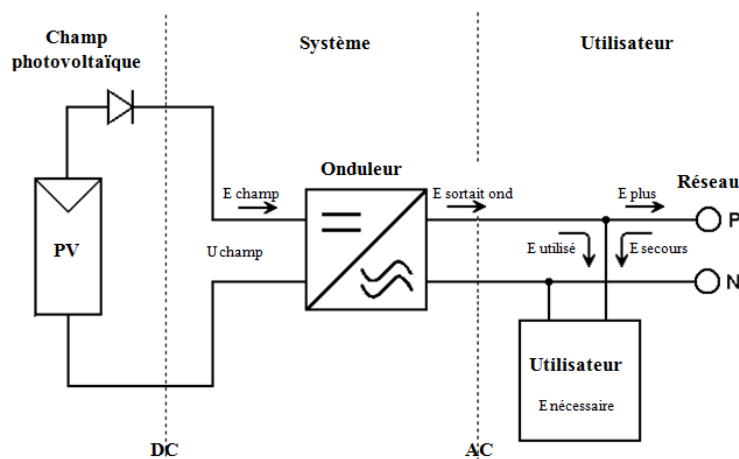 Champ
photovoltaïque
Système
Utilisateur
Onduleur
Réseau
E champ
E sortait ond
E plus
P
PV
U champ
E utilisé
E secours
N
Utilisateur
E nécessaire
DC
AC